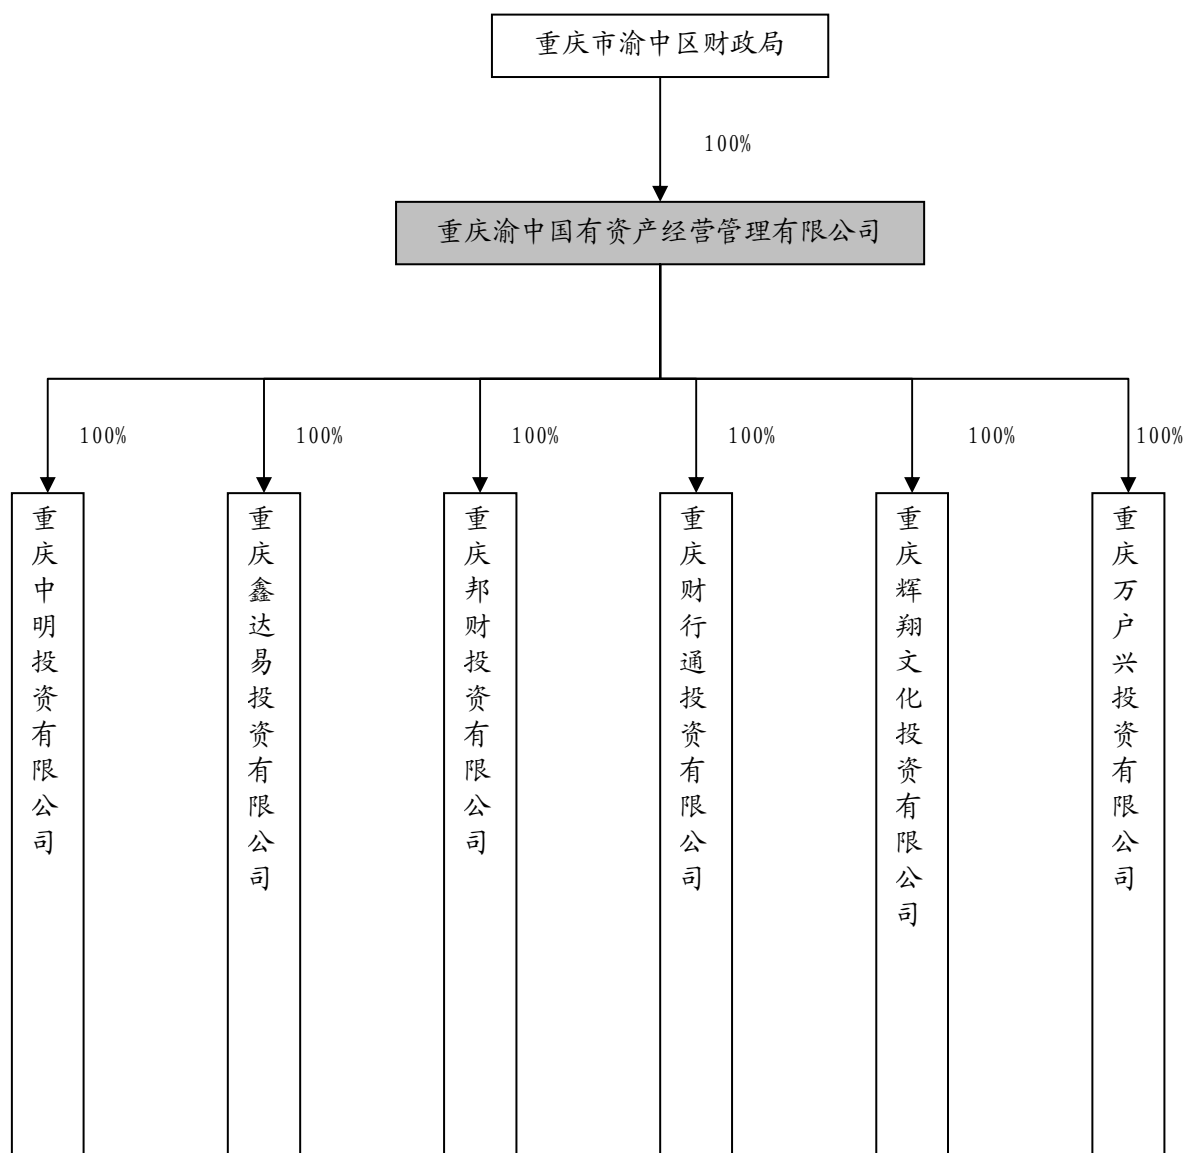 重庆市渝中区财政局
100%
重庆渝中国有资产经营管理有限公司
100%
100%
100%
100%
100%
100%
重庆中明投资有限公司
重庆鑫达易投资有限公司
重庆邦财投资有限公司
重庆财行通投资有限公司
重庆辉翔文化投资有限公司
重庆万户兴投资有限公司